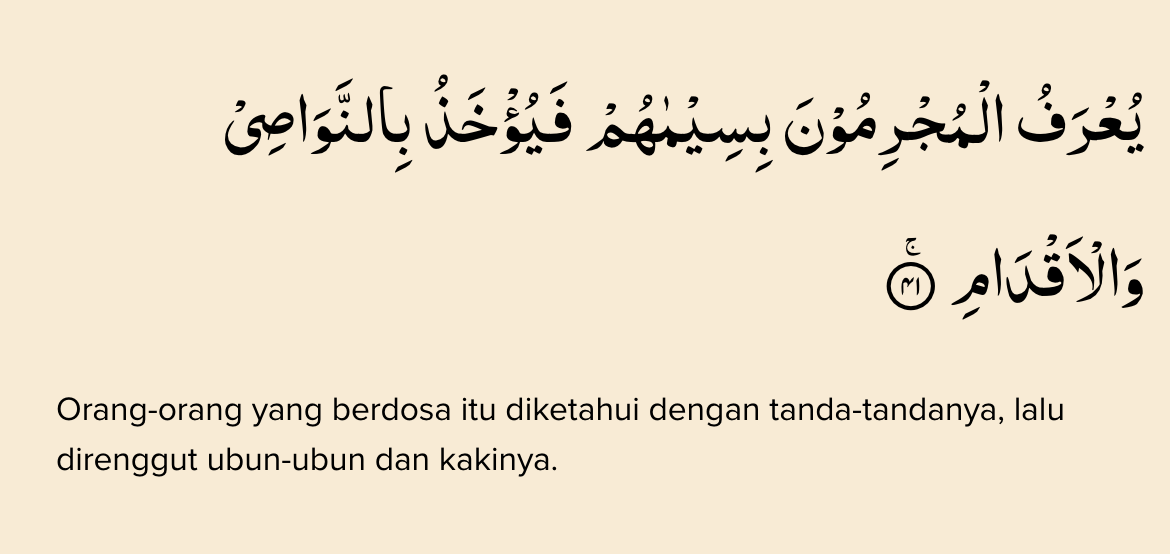 يُعْرَفُ الْمُجْرِمُوْنَ بِسِيْمٰهُمْ فَيُؤْخَذُ بِالنَّوَاصِيْ
وَالْاَقْدَامِۚ ۝٤١
Orang-orang yang berdosa itu diketahui dengan tanda-tandanya, lalu
direnggut ubun-ubun dan kakinya.